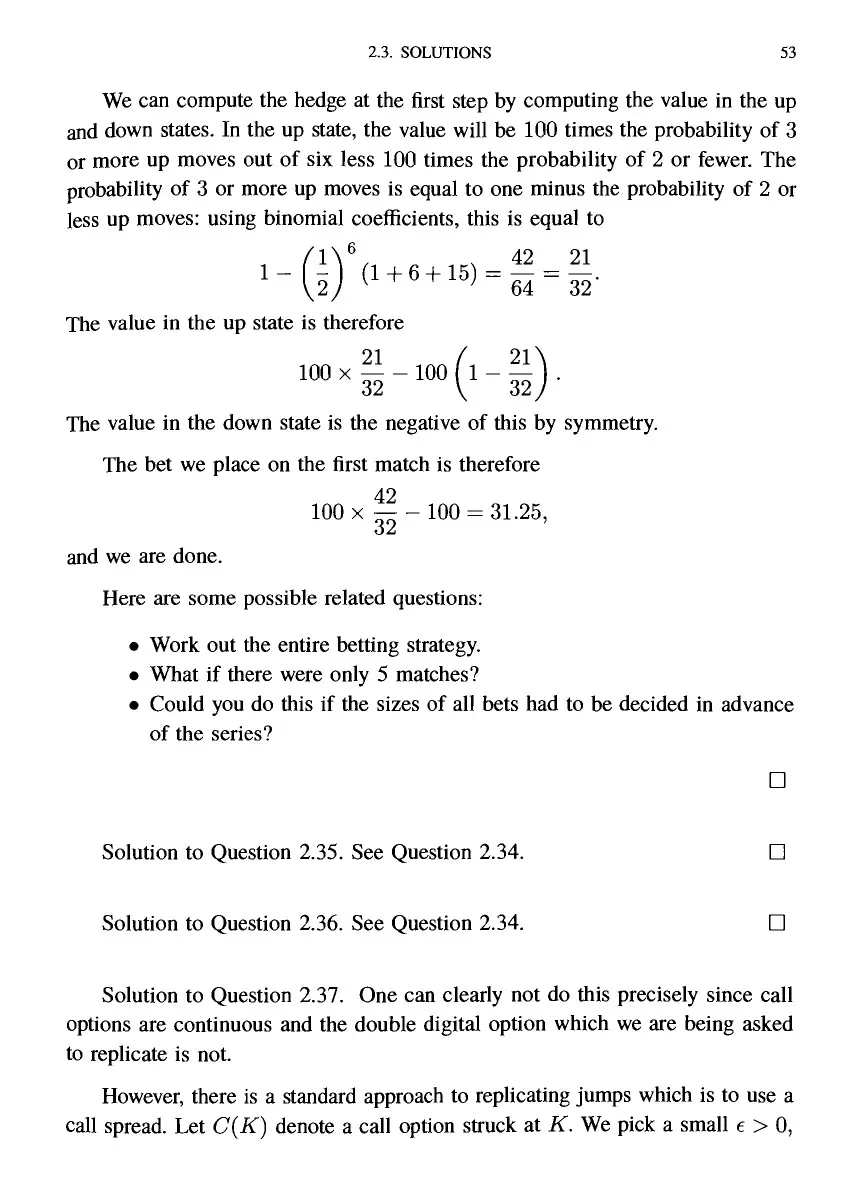 2.3. SOLUTIONS 53
We can compute the hedge at the first step by computing the value in the up
and down states. In the up state, the value will be 100 times the probability of 3
or more up moves out of six less 100 times the probability of 2 or fewer. The
probability of 3 or more up moves is equal to one minus the probability of 2 or
less up moves: using binomial coefficients, this is equal to
1 − (1/2)^6 (1 + 6 + 15) = 42/64 = 21/32.
The value in the up state is therefore
100 × 21/32 − 100 (1 − 21/32).
The value in the down state is the negative of this by symmetry.
The bet we place on the first match is therefore
100 × 42/32 − 100 = 31.25,
and we are done.
Here are some possible related questions:
• Work out the entire betting strategy.
• What if there were only 5 matches?
• Could you do this if the sizes of all bets had to be decided in advance
of the series?
□
Solution to Question 2.35. See Question 2.34. □
Solution to Question 2.36. See Question 2.34. □
Solution to Question 2.37. One can clearly not do this precisely since call
options are continuous and the double digital option which we are being asked
to replicate is not.
However, there is a standard approach to replicating jumps which is to use a
call spread. Let C(K) denote a call option struck at K. We pick a small ϵ > 0,